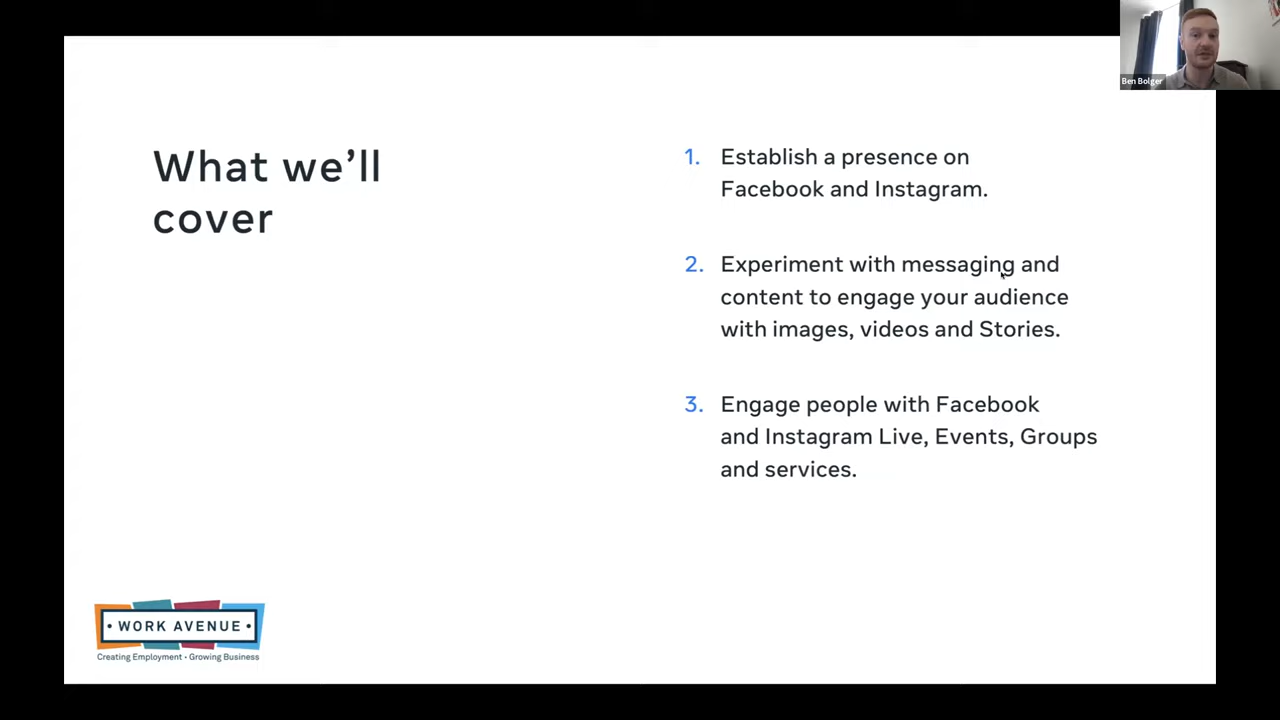 Ben Bolger
What we'll
cover
1. Establish a presence on
Facebook and Instagram.
2. Experiment with messaging and
content to engage your audience
with images, videos and Stories.
3. Engage people with Facebook
and Instagram Live, Events, Groups
and services.
• WORK AVENUE •
Creating Employment • Growing Business